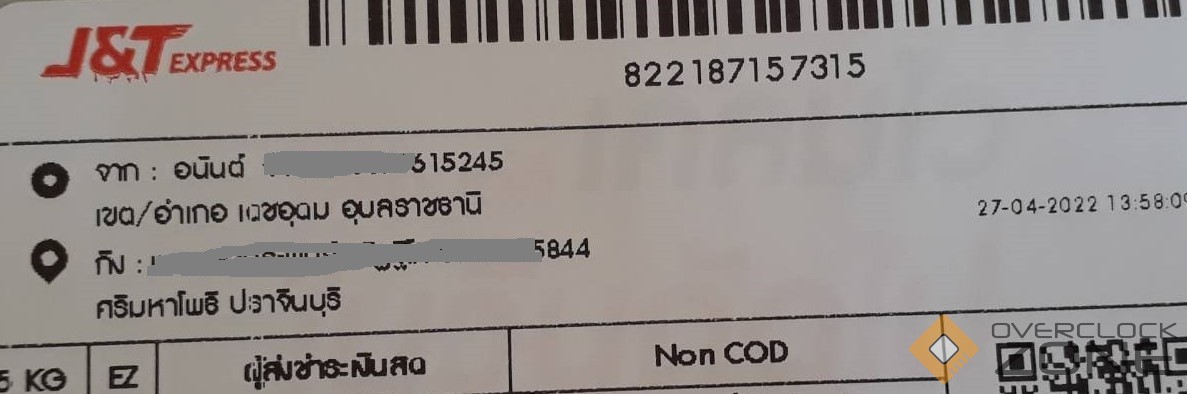 J&T EXPRESS
822187157315
จาก : อนันต์ 615245
เขต/อำเภอ เดชอุดม อุบลราชธานี
27-04-2022 13:58:09
ถึง : 5844
ศรีมหาโพธิ ปราจีนบุรี
5 KG EZ ผู้ส่งชำระเงินสด Non COD
OVERCLOCK
ZONE